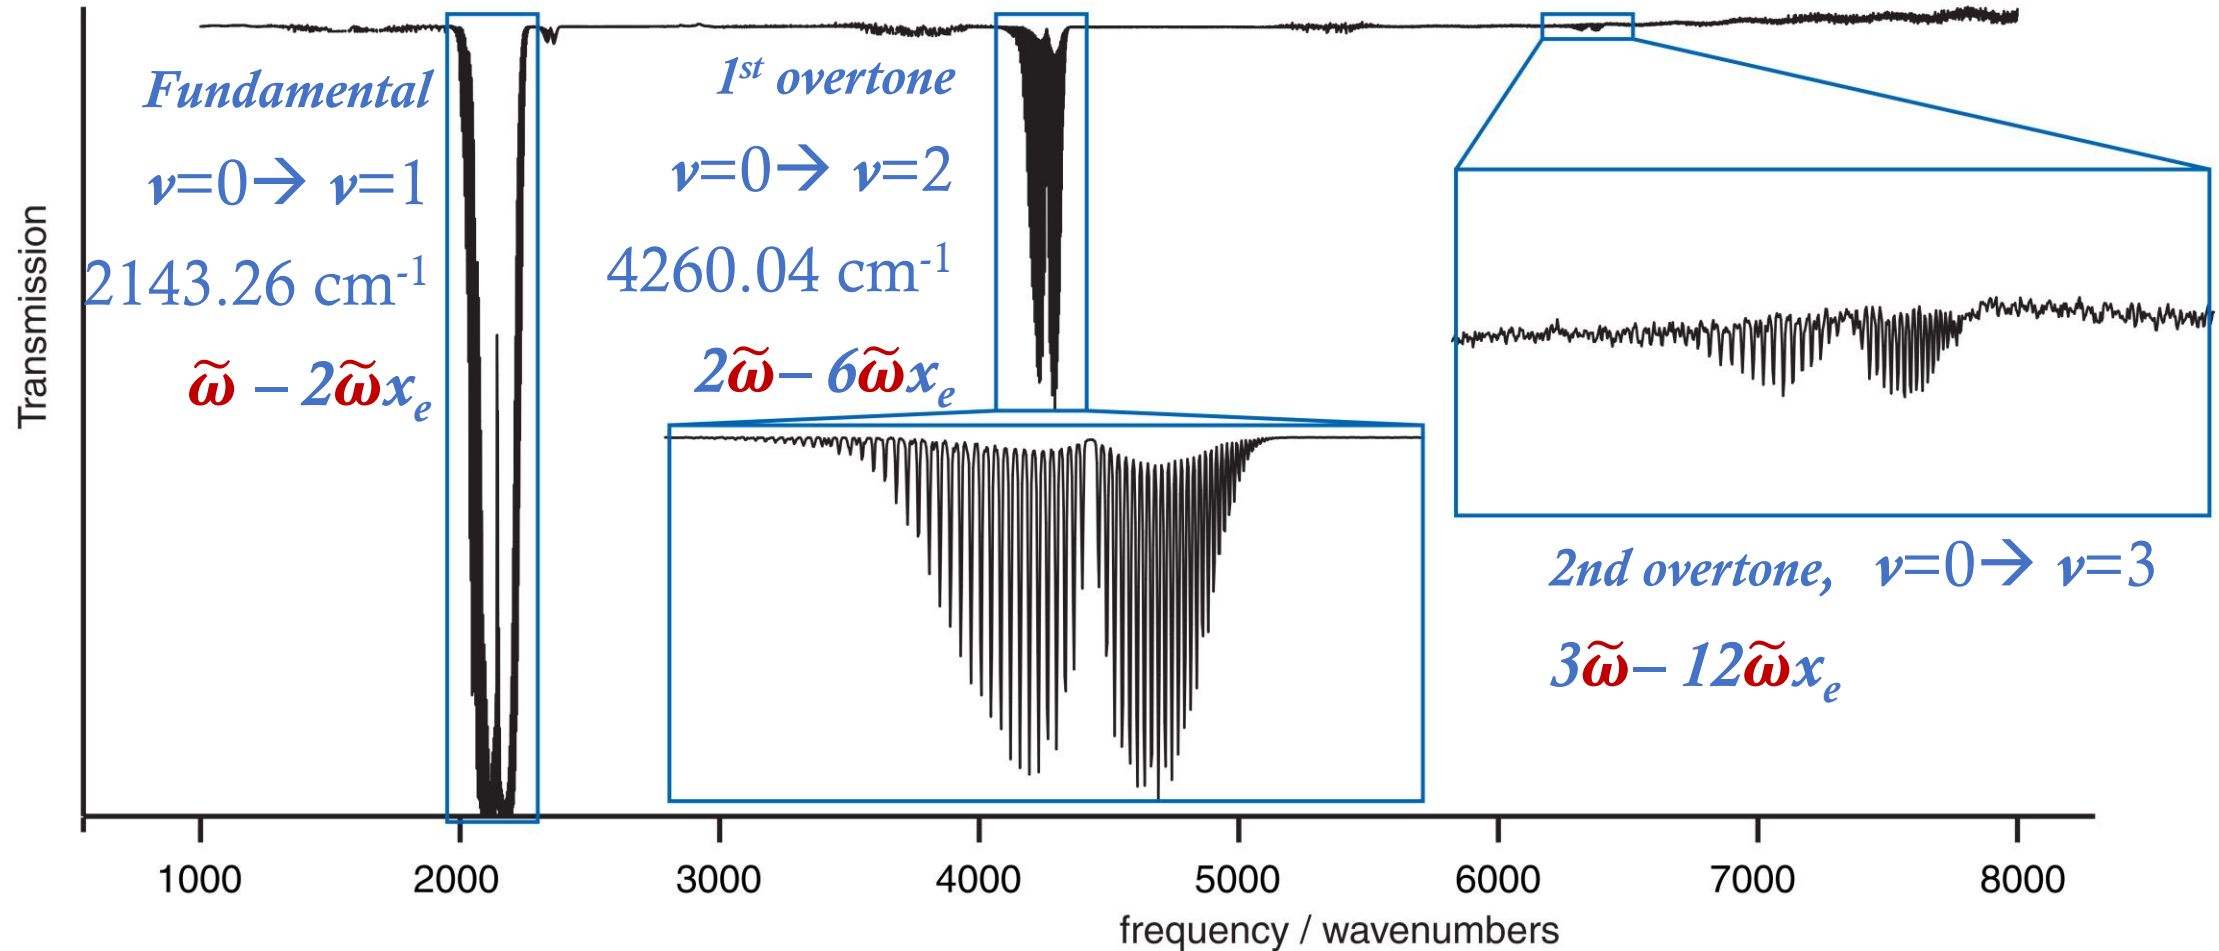 Transmission
Fundamental
v=0→ v=1
2143.26 cm⁻¹
ω̃ – 2ω̃xₑ
1ˢᵗ overtone
v=0→ v=2
4260.04 cm⁻¹
2ω̃– 6ω̃xₑ
2nd overtone, v=0→ v=3
3ω̃– 12ω̃xₑ
1000 2000 3000 4000 5000 6000 7000 8000
frequency / wavenumbers